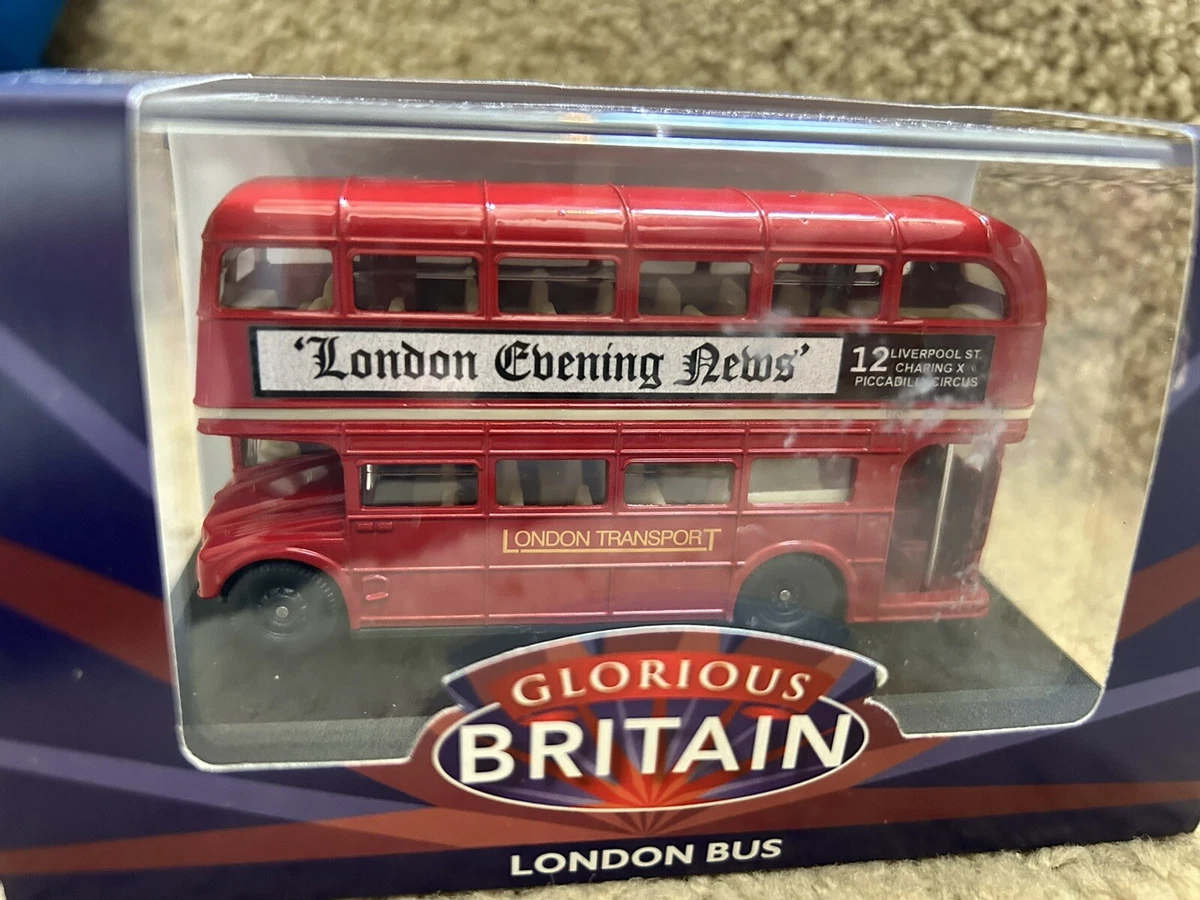 'London Evening News'
12
LIVERPOOL ST.
CHARING X
PICCADILLY CIRCUS
LONDON TRANSPORT
GLORIOUS
BRITAIN
LONDON BUS